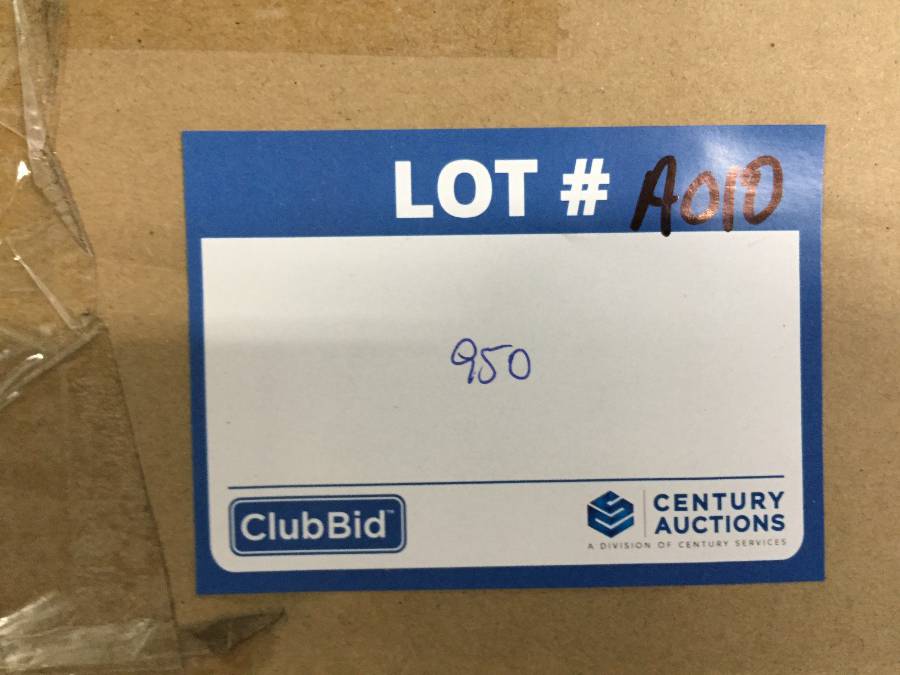 LOT # A010
950
ClubBid™
CENTURY
AUCTIONS
A DIVISION OF CENTURY SERVICES